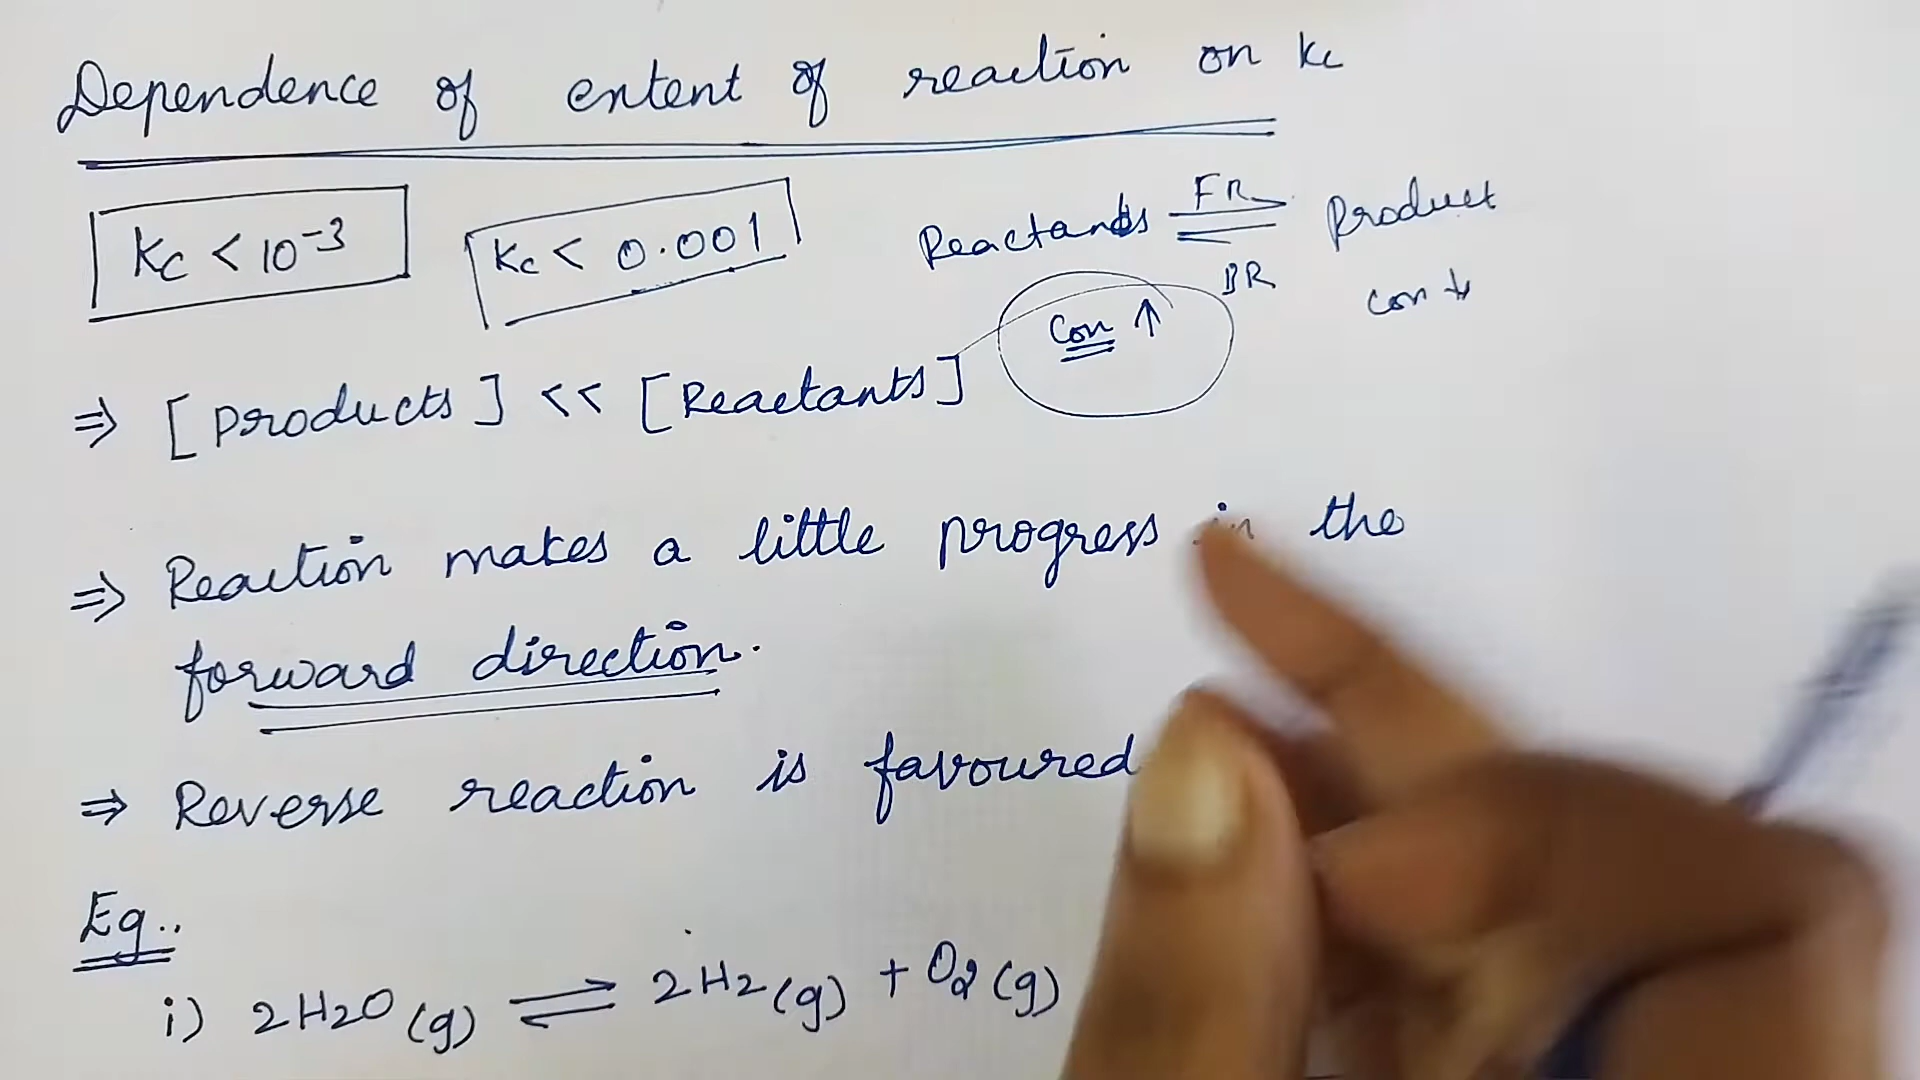 Dependence of extent of reaction on Kc
Kc < 10⁻³
Kc < 0.001
Reactants ⇌ Product
FR
BR
Con ↑
Con ↓
⇒ [Products] << [Reactants]
⇒ Reaction makes a little progress in the
forward direction.
⇒ Reverse reaction is favoured
Eg..
i) 2H2O (g) ⇌ 2H2 (g) + O2 (g)